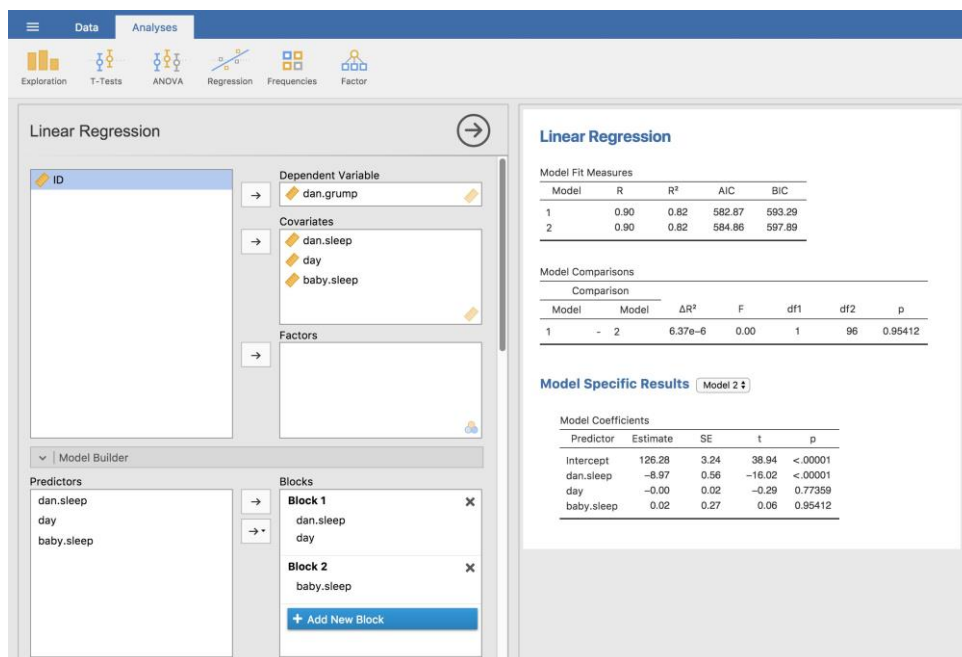 Data Analyses
Exploration T-Tests ANOVA Regression Frequencies Factor
Linear Regression
ID
Dependent Variable
dan.grump
Covariates
dan.sleep
day
baby.sleep
Factors
Model Builder
Predictors
dan.sleep
day
baby.sleep
Blocks
Block 1
dan.sleep
day
Block 2
baby.sleep
+ Add New Block
Linear Regression
Model Fit Measures
Model R R² AIC BIC
1 0.90 0.82 582.87 593.29
2 0.90 0.82 584.86 597.89
Model Comparisons
Comparison
Model Model ΔR² F df1 df2 p
1 - 2 6.37e−6 0.00 1 96 0.95412
Model Specific Results Model 2
Model Coefficients
Predictor Estimate SE t p
Intercept 126.28 3.24 38.94 <.00001
dan.sleep −8.97 0.56 −16.02 <.00001
day −0.00 0.02 −0.29 0.77359
baby.sleep 0.02 0.27 0.06 0.95412